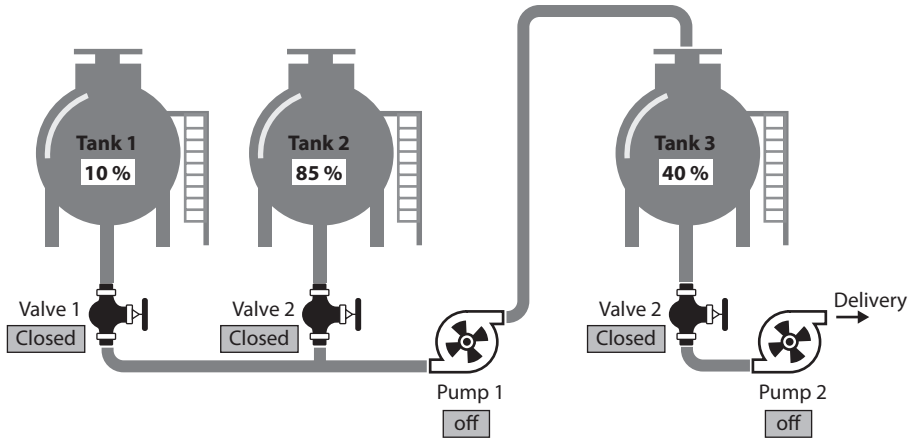 Tank 1
10 %
Tank 2
85 %
Tank 3
40 %
Valve 1
Closed
Valve 2
Closed
Valve 2
Closed
Delivery
Pump 1
off
Pump 2
off